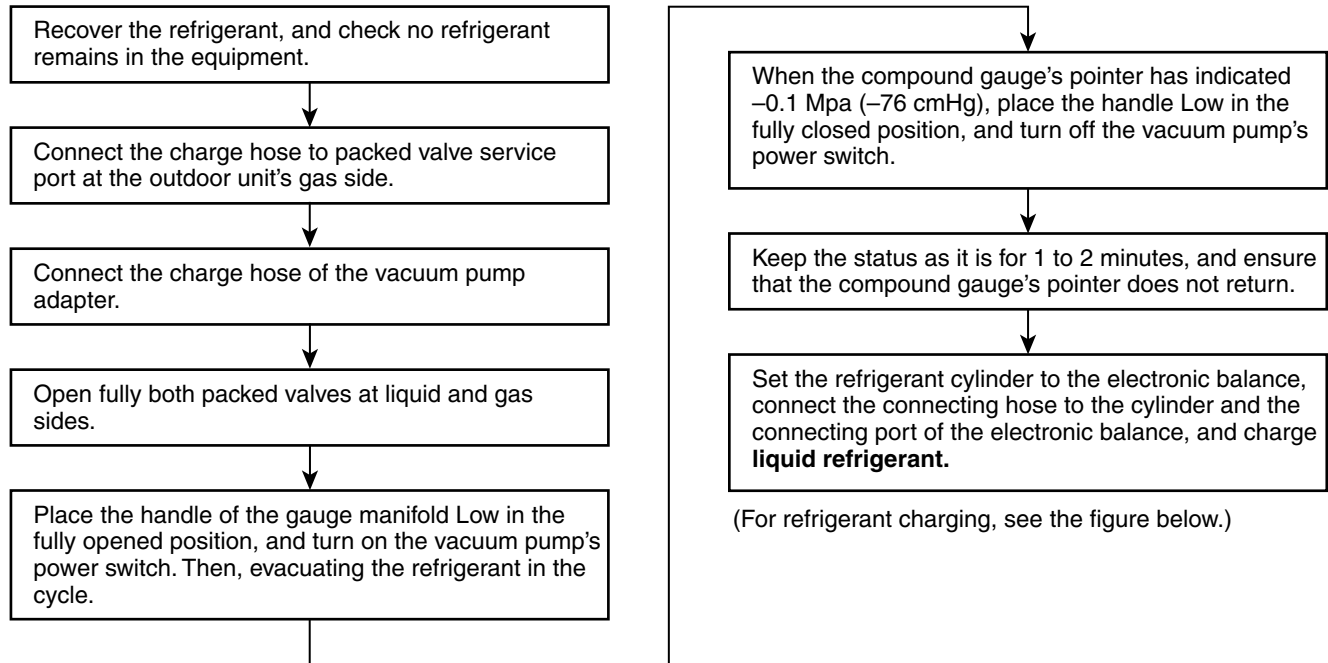 Recover the refrigerant, and check no refrigerant
remains in the equipment.
Connect the charge hose to packed valve service
port at the outdoor unit's gas side.
Connect the charge hose of the vacuum pump
adapter.
Open fully both packed valves at liquid and gas
sides.
Place the handle of the gauge manifold Low in the
fully opened position, and turn on the vacuum pump's
power switch. Then, evacuating the refrigerant in the
cycle.
When the compound gauge's pointer has indicated
–0.1 Mpa (–76 cmHg), place the handle Low in the
fully closed position, and turn off the vacuum pump's
power switch.
Keep the status as it is for 1 to 2 minutes, and ensure
that the compound gauge's pointer does not return.
Set the refrigerant cylinder to the electronic balance,
connect the connecting hose to the cylinder and the
connecting port of the electronic balance, and charge
liquid refrigerant.
(For refrigerant charging, see the figure below.)